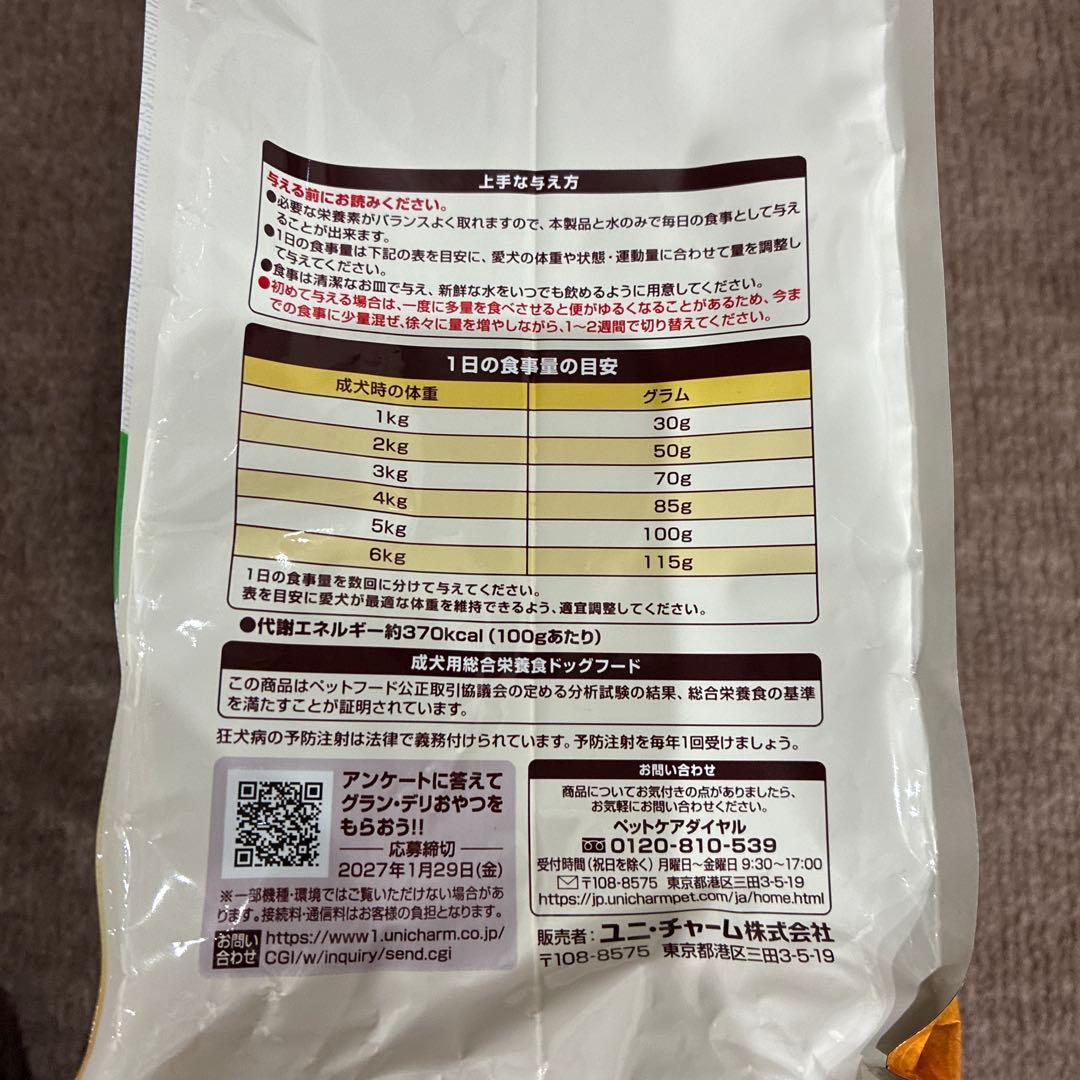 上手な与え方
与える前にお読みください。
●必要な栄養素がバランスよく取れますので、本製品と水のみで毎日の食事として与え
ることが出来ます。
●1日の食事量は下記の表を目安に、愛犬の体重や状態・運動量に合わせて量を調整し
て与えてください。
●食事は清潔なお皿で与え、新鮮な水をいつでも飲めるように用意してください。
●初めて与える場合は、一度に多量を食べさせると便がゆるくなることがあるため、今ま
での食事に少量混ぜ、徐々に量を増やしながら、1～2週間で切り替えてください。
1日の食事量の目安
成犬時の体重 グラム
1kg 30g
2kg 50g
3kg 70g
4kg 85g
5kg 100g
6kg 115g
1日の食事量を数回に分けて与えてください。
表を目安に愛犬が最適な体重を維持できるよう、適宜調整してください。
●代謝エネルギー約370kcal（100gあたり）
成犬用総合栄養食ドッグフード
この商品はペットフード公正取引協議会の定める分析試験の結果、総合栄養食の基準
を満たすことが証明されています。
狂犬病の予防注射は法律で義務付けられています。予防注射を毎年1回受けましょう。
アンケートに答えて
グラン・デリおやつを
もらおう!!
応募締切
2027年1月29日(金)
※一部機種・環境ではご覧いただけない場合があ
ります。接続料・通信料はお客様の負担となります。
お問い合わせ https://www1.unicharm.co.jp/
CGI/w/inquiry/send.cgi
お問い合わせ
商品についてお気付きの点がありましたら、
お気軽にお問い合わせください。
ペットケアダイヤル
0120-810-539
受付時間（祝日を除く）月曜日～金曜日 9:30～17:00
〒108-8575 東京都港区三田3-5-19
https://jp.unicharmpet.com/ja/home.html
販売者：ユニ・チャーム株式会社
〒108-8575 東京都港区三田3-5-19